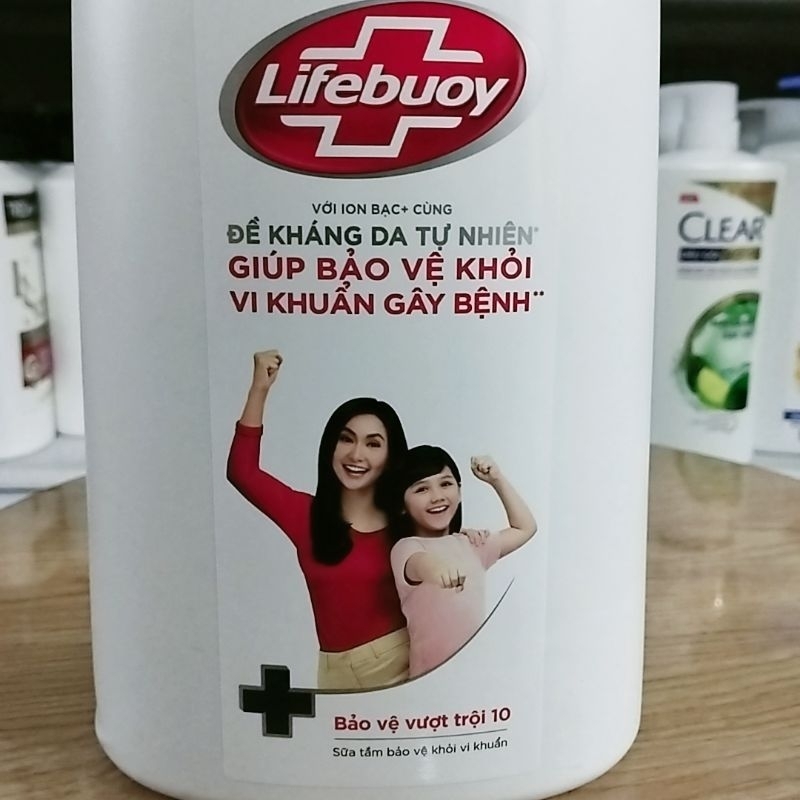 Lifebuoy
VỚI ION BẠC+ CÙNG
ĐỀ KHÁNG DA TỰ NHIÊN*
GIÚP BẢO VỆ KHỎI
VI KHUẨN GÂY BỆNH**
Bảo vệ vượt trội 10
Sữa tắm bảo vệ khỏi vi khuẩn
CLEAR